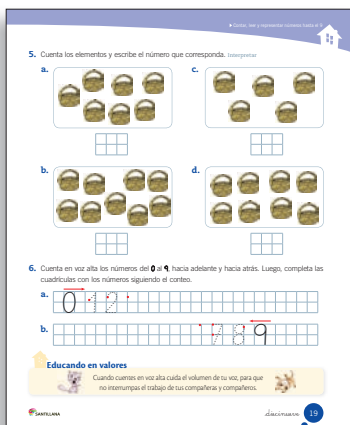 • Contar, leer y representar números hasta el 9
5. Cuenta los elementos y escribe el número que corresponda. Interpretar
a.
c.
b.
d.
6. Cuenta en voz alta los números del 0 al 9, hacia adelante y hacia atrás. Luego, completa las
cuadrículas con los números siguiendo el conteo.
a. 0 1 2
b. 7 8 9
Educando en valores
Cuando cuentes en voz alta cuida el volumen de tu voz, para que
no interrumpas el trabajo de tus compañeras y compañeros.
SANTILLANA
diecinueve 19